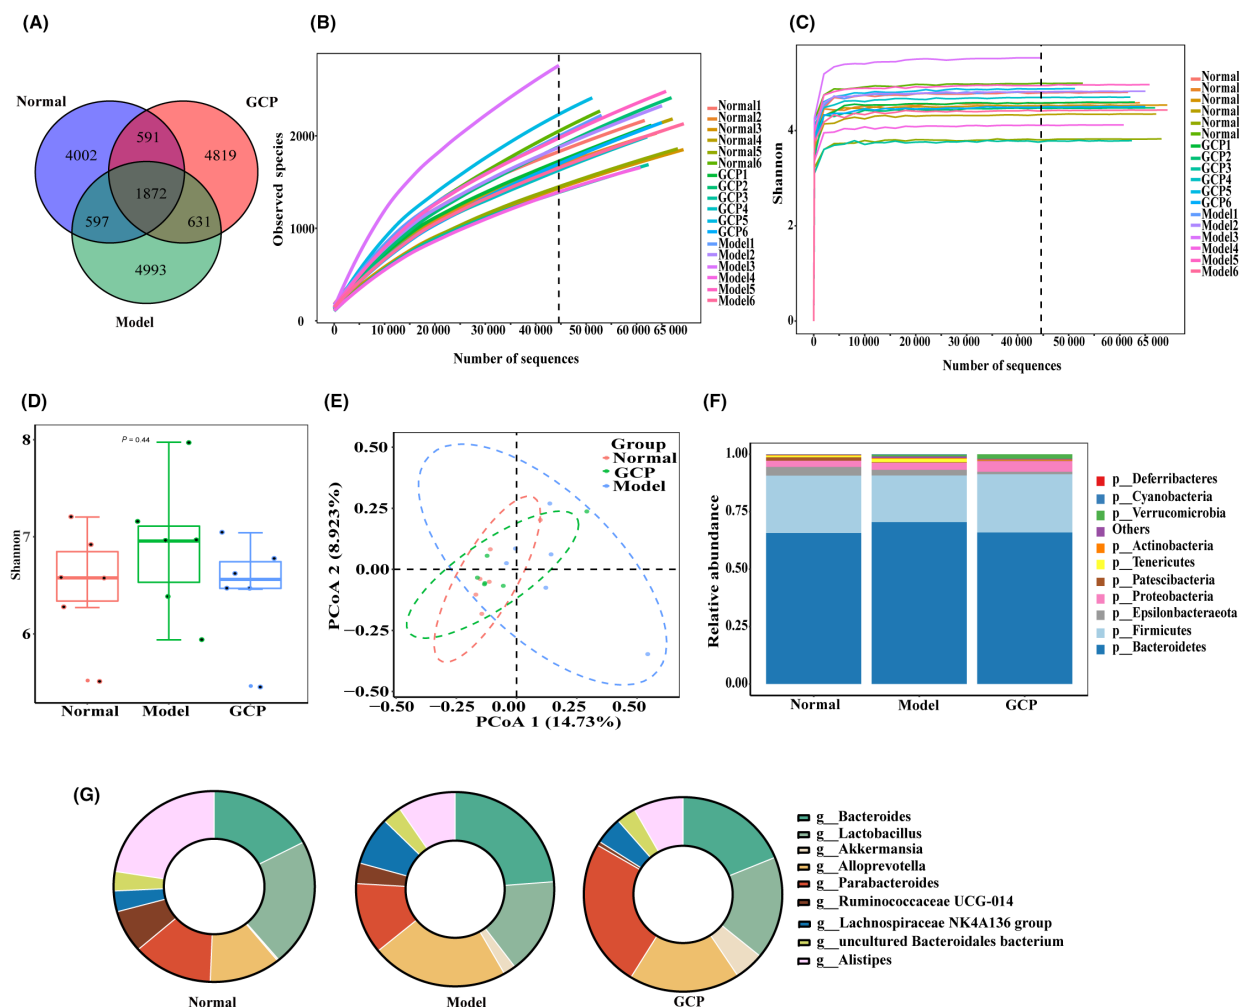 (A)
Normal
GCP
591
4002
4819
1872
597
631
4993
Model
(B)
Observed species
2000
1000
0
0
10 000
20 000
30 000
40 000
50 000
60 000
65 000
Number of sequences
Normal1
Normal2
Normal3
Normal4
Normal5
Normal6
GCP1
GCP2
GCP3
GCP4
GCP5
GCP6
Model1
Model2
Model3
Model4
Model5
Model6
(C)
Shannon
4
2
0
0
10 000
20 000
30 000
40 000
50 000
60 000
65 000
Number of sequences
Normal
Normal
Normal
Normal
Normal
GCP1
GCP2
GCP3
GCP4
GCP5
GCP6
Model1
Model2
Model3
Model4
Model5
Model6
(D)
Shannon
8
7
6
P = 0.44
Normal
Model
GCP
(E)
PCoA 2 (8.923%)
0.50
0.25
0.00
−0.25
−0.50
−0.50
−0.25
0.00
0.25
0.50
PCoA 1 (14.73%)
Group
Normal
GCP
Model
(F)
Relative abundance
1.00
0.75
0.50
0.25
0.00
Normal
Model
GCP
p__Deferribacteres
p__Cyanobacteria
p__Verrucomicrobia
Others
p__Actinobacteria
p__Tenericutes
p__Patescibacteria
p__Proteobacteria
p__Epsilonbacteraeota
p__Firmicutes
p__Bacteroidetes
(G)
Normal
Model
GCP
g__Bacteroides
g__Lactobacillus
g__Akkermansia
g__Alloprevotella
g__Parabacteroides
g__Ruminococcaceae UCG-014
g__Lachnospiraceae NK4A136 group
g__uncultured Bacteroidales bacterium
g__Alistipes